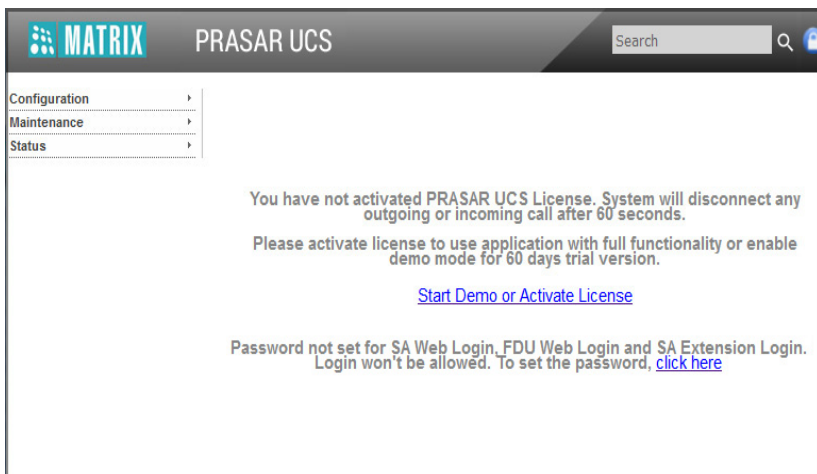 MATRIX PRASAR UCS Search
Configuration
Maintenance
Status
You have not activated PRASAR UCS License. System will disconnect any
outgoing or incoming call after 60 seconds.
Please activate license to use application with full functionality or enable
demo mode for 60 days trial version.
Start Demo or Activate License
Password not set for SA Web Login, FDU Web Login and SA Extension Login.
Login won't be allowed. To set the password, click here